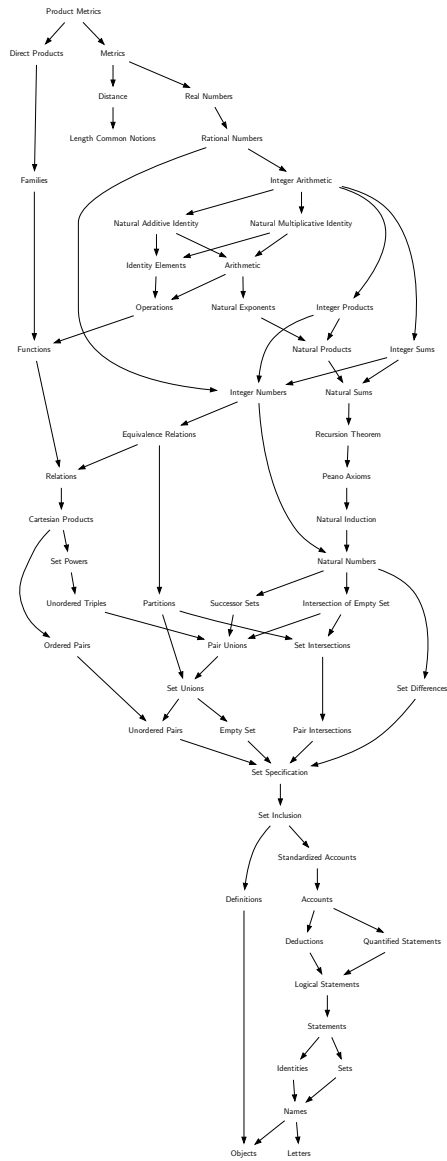 Product Metrics
Direct Products
Metrics
Distance
Real Numbers
Length Common Notions
Rational Numbers
Families
Integer Arithmetic
Natural Additive Identity
Natural Multiplicative Identity
Identity Elements
Arithmetic
Operations
Natural Exponents
Integer Products
Functions
Natural Products
Integer Sums
Integer Numbers
Natural Sums
Equivalence Relations
Recursion Theorem
Relations
Peano Axioms
Cartesian Products
Natural Induction
Set Powers
Natural Numbers
Unordered Triples
Partitions
Successor Sets
Intersection of Empty Set
Ordered Pairs
Pair Unions
Set Intersections
Set Unions
Set Differences
Unordered Pairs
Empty Set
Pair Intersections
Set Specification
Set Inclusion
Standardized Accounts
Definitions
Accounts
Deductions
Quantified Statements
Logical Statements
Statements
Identities
Sets
Names
Objects
Letters